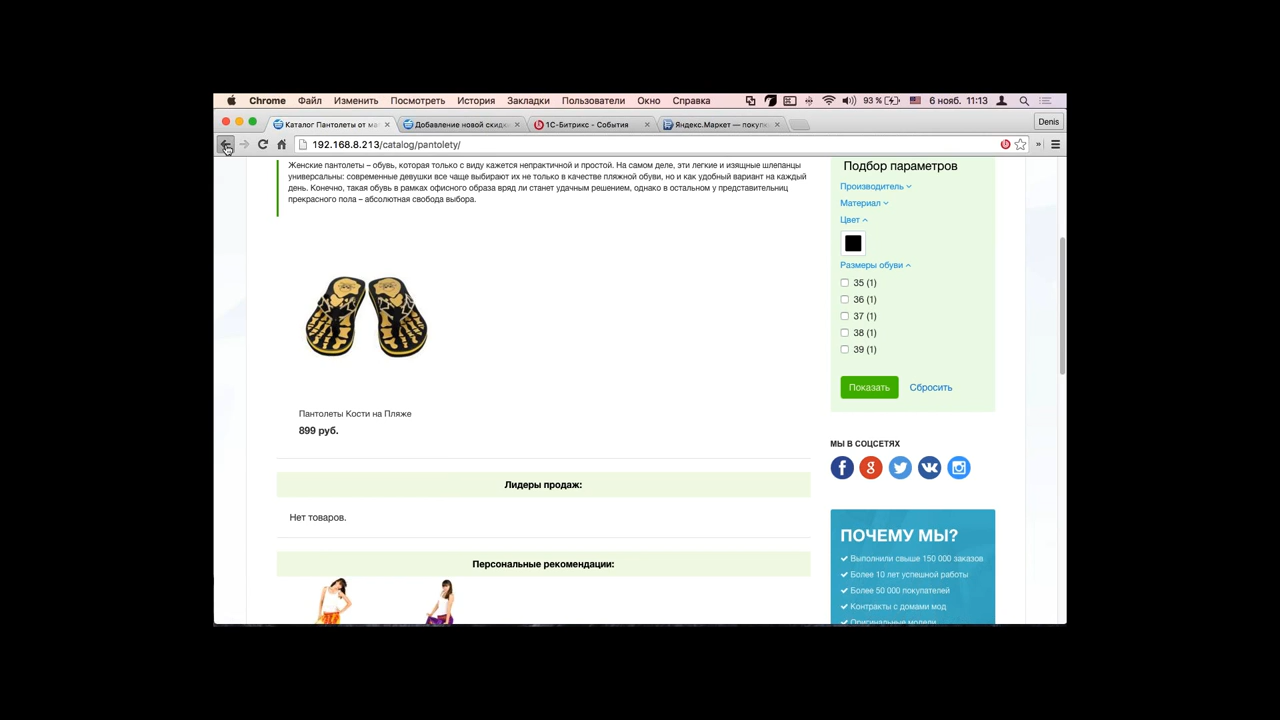 Chrome Файл Изменить Посмотреть История Закладки Пользователи Окно Справка 93 % 6 нояб. 11:13
Каталог Пантолеты от ма
Добавление новой скидк
1С-Битрикс - События
Яндекс.Маркет — покупк
Denis
192.168.8.213/catalog/pantolety/
Женские пантолеты – обувь, которая только с виду кажется непрактичной и простой. На самом деле, эти легкие и изящные шлепанцы
универсальны: современные девушки все чаще выбирают их не только в качестве пляжной обуви, но и как удобный вариант на каждый
день. Конечно, такая обувь в рамках офисного образа вряд ли станет удачным решением, однако в остальном у представительниц
прекрасного пола – абсолютная свобода выбора.
Пантолеты Кости на Пляже
899 руб.
Лидеры продаж:
Нет товаров.
Персональные рекомендации:
Подбор параметров
Производитель
Материал
Цвет
Размеры обуви
35 (1)
36 (1)
37 (1)
38 (1)
39 (1)
Показать Сбросить
МЫ В СОЦСЕТЯХ
ПОЧЕМУ МЫ?
Выполнили свыше 150 000 заказов
Более 10 лет успешной работы
Более 50 000 покупателей
Контракты с домами мод
Оригинальные модели